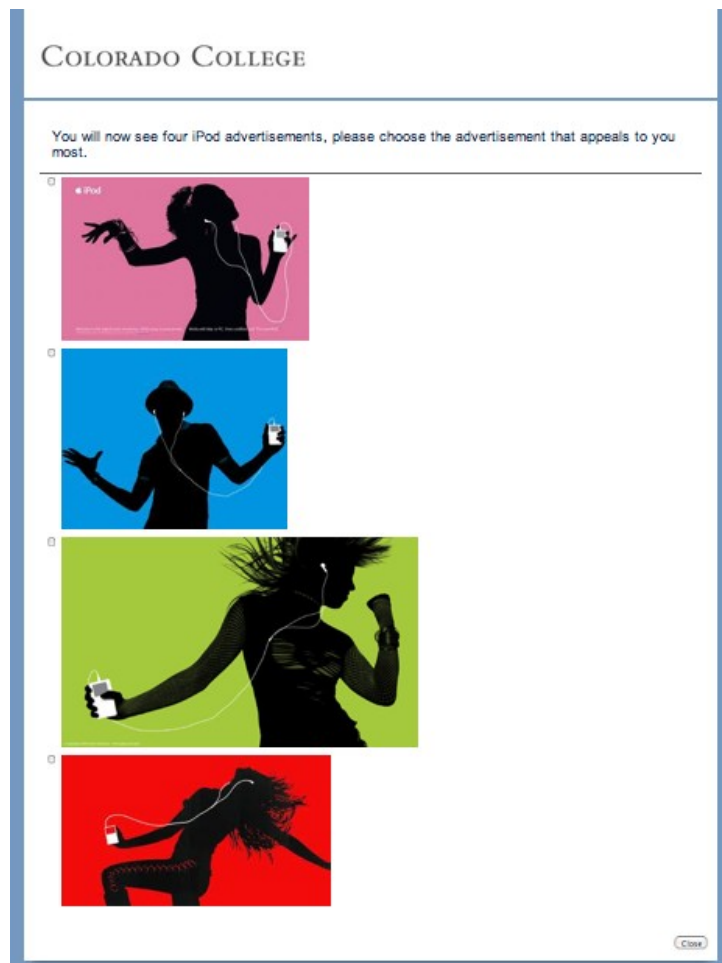 COLORADO COLLEGE
You will now see four iPod advertisements, please choose the advertisement that appeals to you
most.
iPod
Close